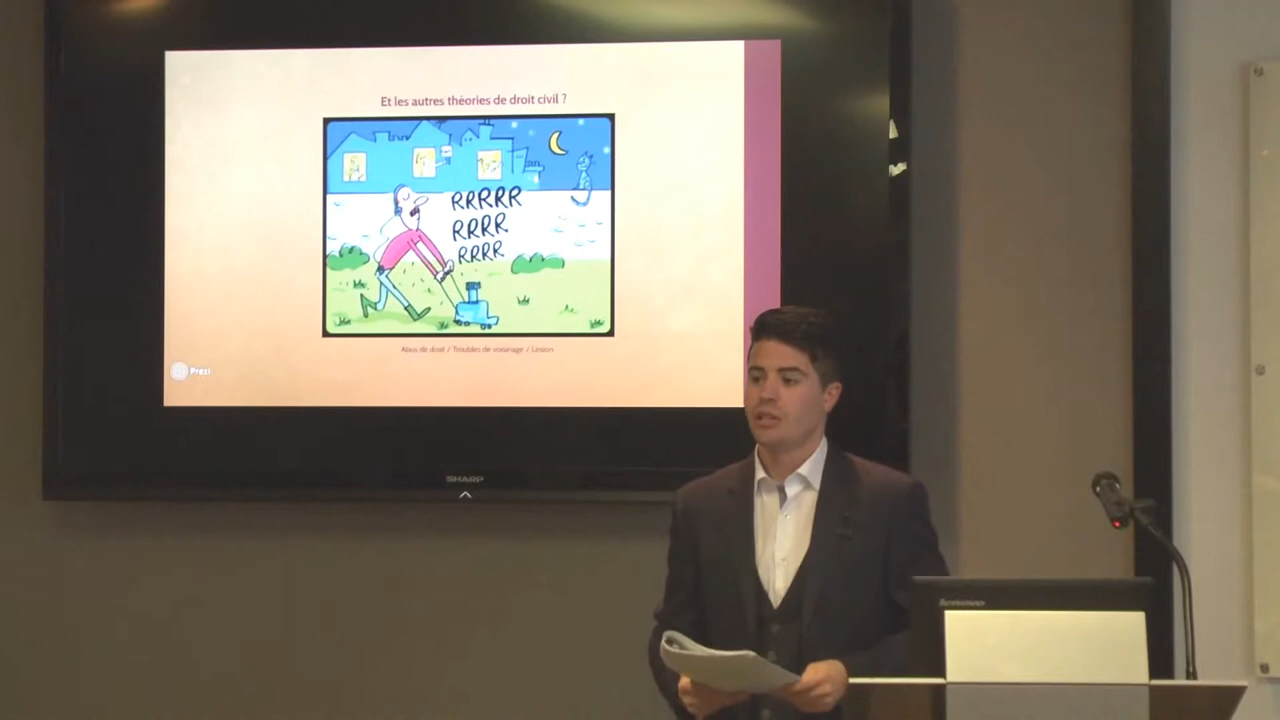 Et les autres théories de droit civil ?
RRRRR
RRRR
RRRR
Abus de droit / Troubles de voisinage / Lésion
Prezi
SHARP
lenovo